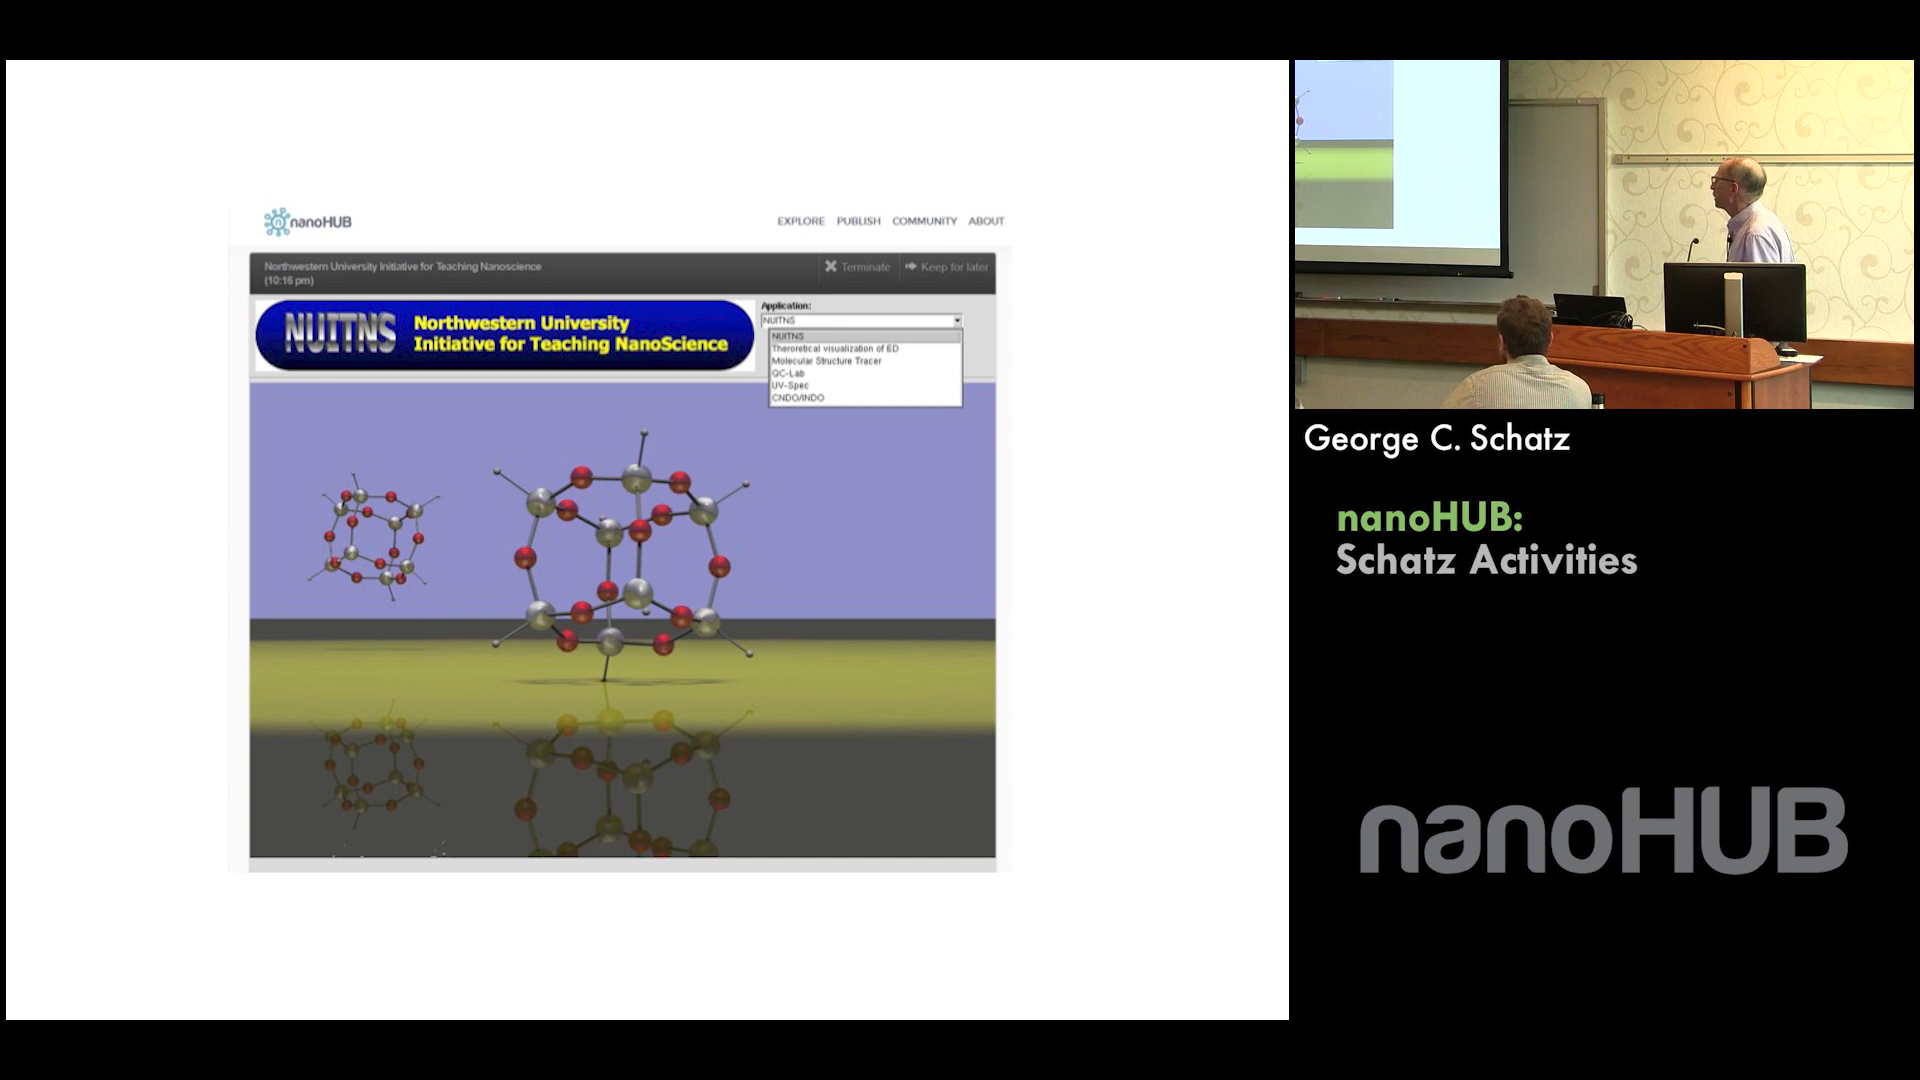 nanoHUB
EXPLORE PUBLISH COMMUNITY ABOUT
Northwestern University Initiative for Teaching Nanoscience
(10:16 pm)
Terminate
Keep for later
NUITNS
Northwestern University
Initiative for Teaching NanoScience
Application:
NUITNS
NUITNS
Theroretical visualization of ED
Molecular Structure Tracer
QC-Lab
UV-Spec
CNDO/INDO
George C. Schatz
nanoHUB:
Schatz Activities
nanoHUB